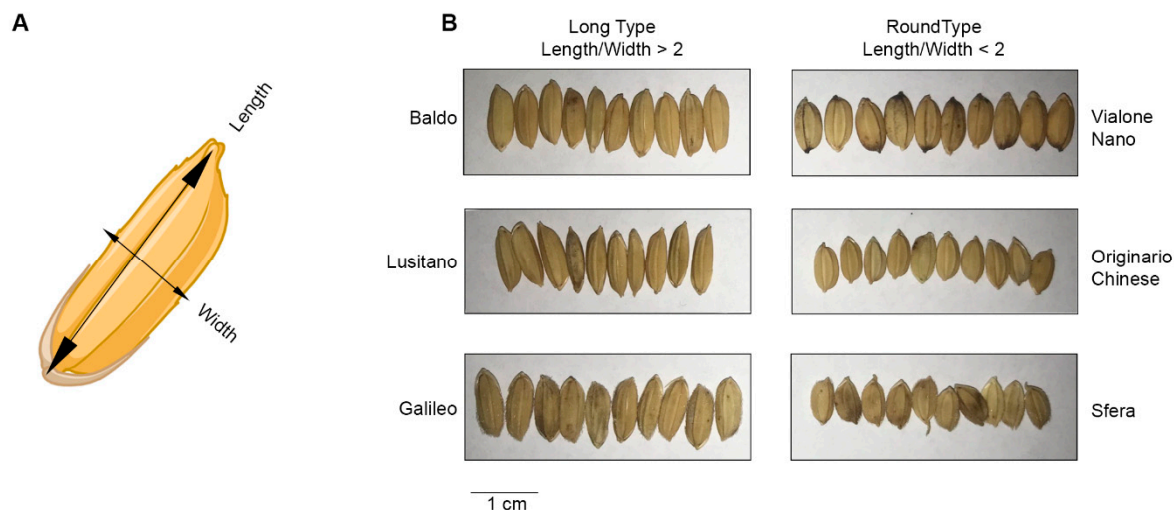 A
Length
Width
B
Long Type
Length/Width > 2
RoundType
Length/Width < 2
Baldo
Vialone
Nano
Lusitano
Originario
Chinese
Galileo
Sfera
1 cm